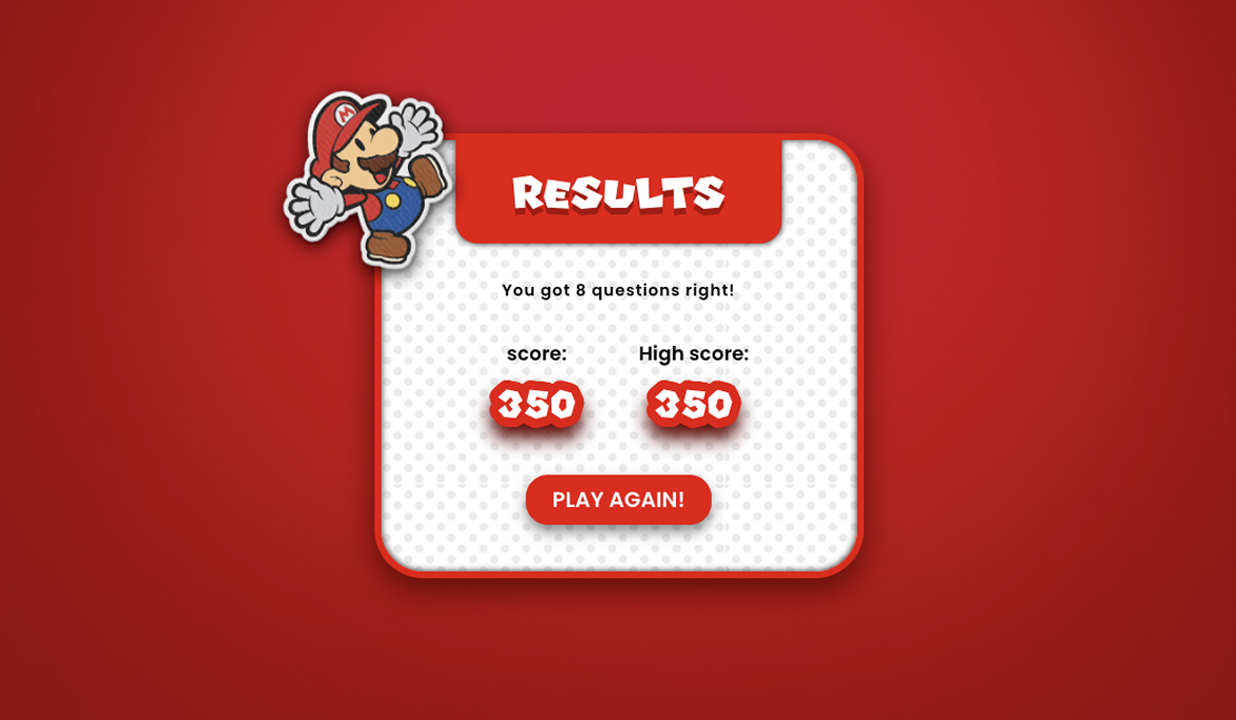 M
RESULTS
You got 8 questions right!
score:
High score:
350
350
PLAY AGAIN!